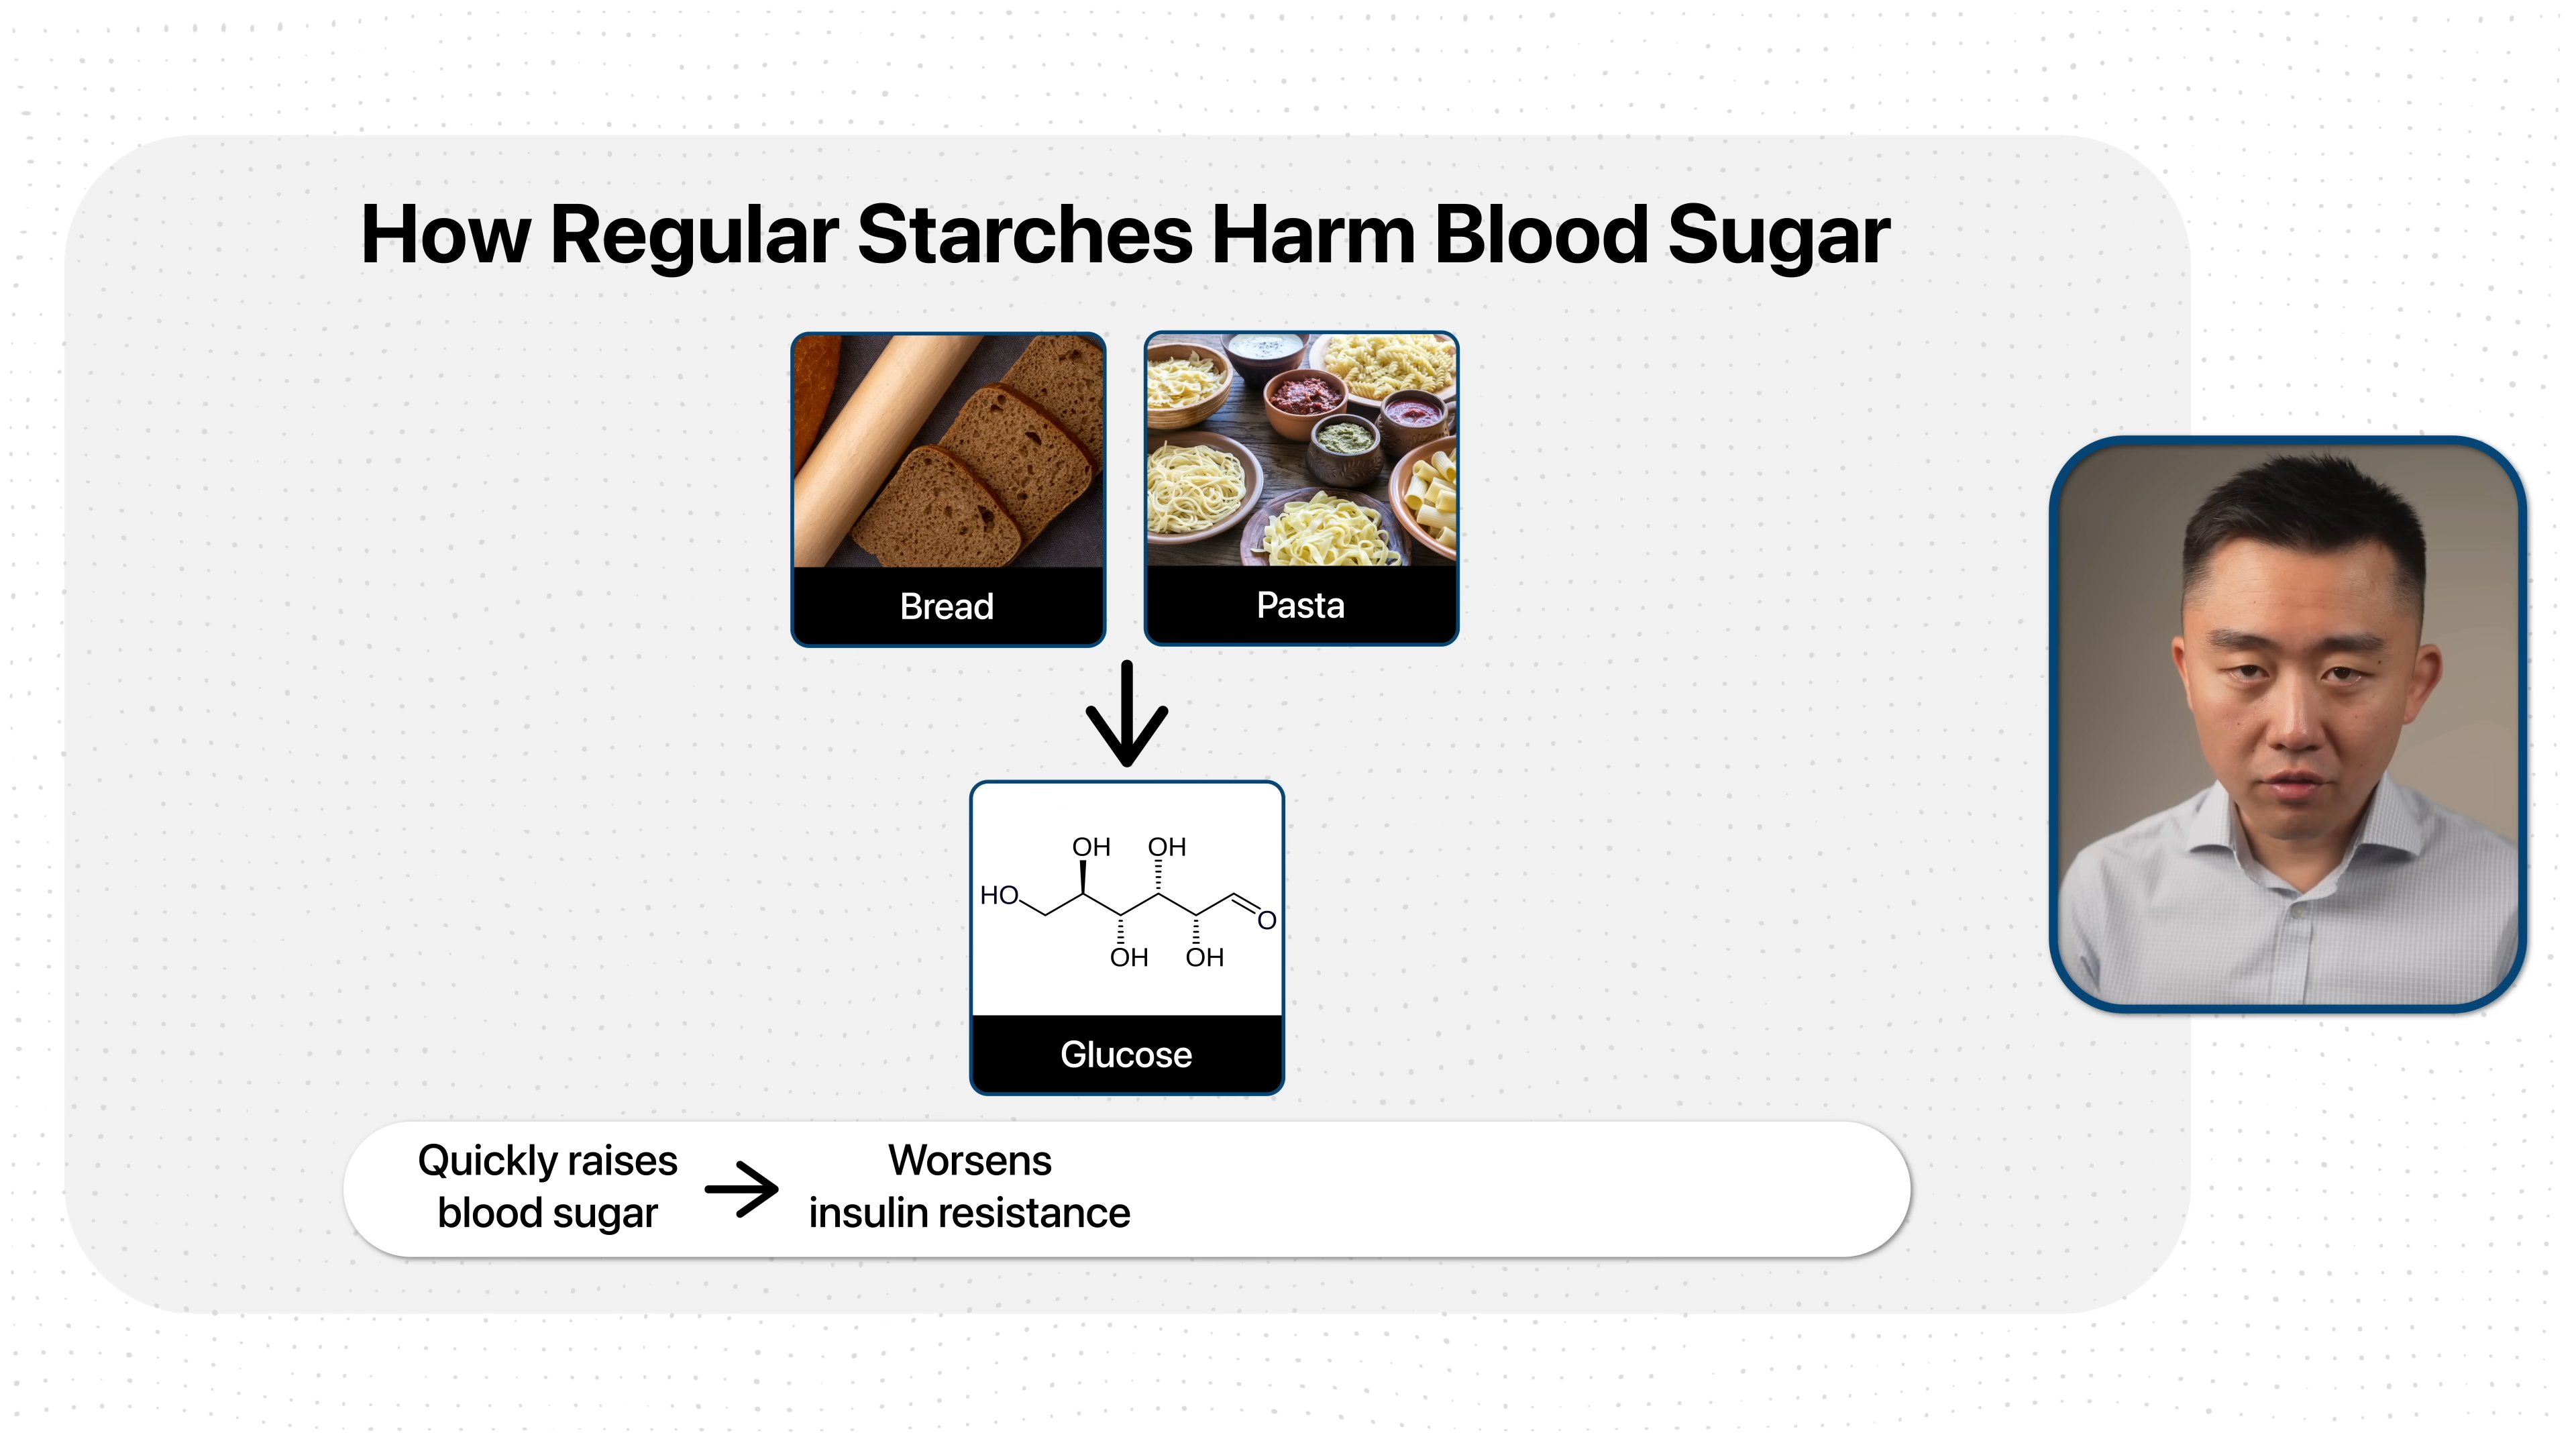 How Regular Starches Harm Blood Sugar
Bread
Pasta
OH
OH
HO
O
OH
OH
Glucose
Quickly raises
blood sugar
Worsens
insulin resistance